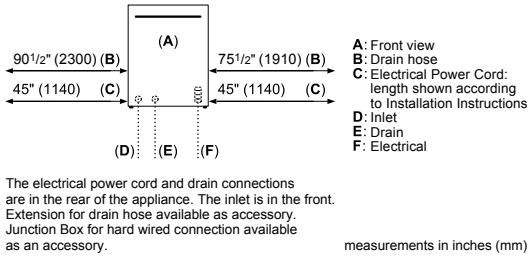 (A)
90 1/2" (2300) (B)
75 1/2" (1910) (B)
45" (1140) (C)
45" (1140) (C)
(D)
(E)
(F)
A: Front view
B: Drain hose
C: Electrical Power Cord:
length shown according
to Installation Instructions
D: Inlet
E: Drain
F: Electrical
The electrical power cord and drain connections
are in the rear of the appliance. The inlet is in the front.
Extension for drain hose available as accessory.
Junction Box for hard wired connection available
as an accessory.
measurements in inches (mm)